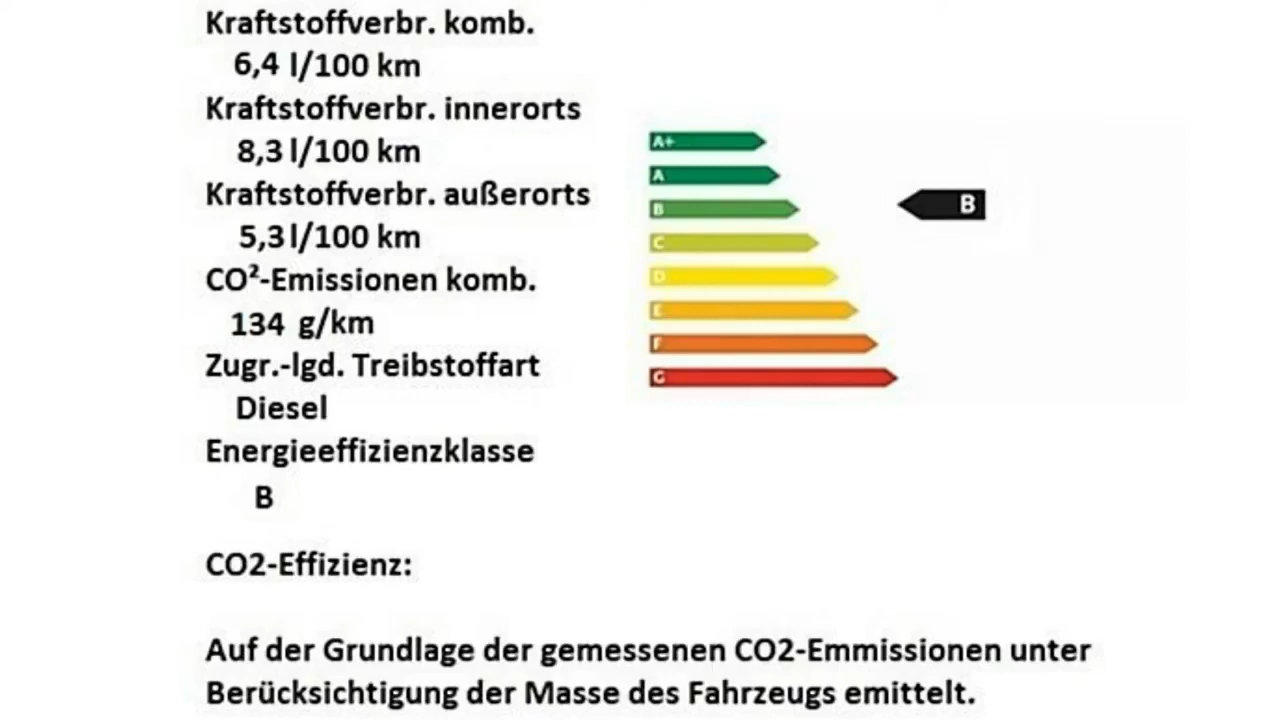 Kraftstoffverbr. komb.
6,4 l/100 km
Kraftstoffverbr. innerorts
8,3 l/100 km
Kraftstoffverbr. außerorts
5,3 l/100 km
CO²-Emissionen komb.
134 g/km
Zugr.-lgd. Treibstoffart
Diesel
Energieeffizienzklasse
B
A+
A
B
B
C
D
E
F
G
CO2-Effizienz:
Auf der Grundlage der gemessenen CO2-Emmissionen unter
Berücksichtigung der Masse des Fahrzeugs emittelt.